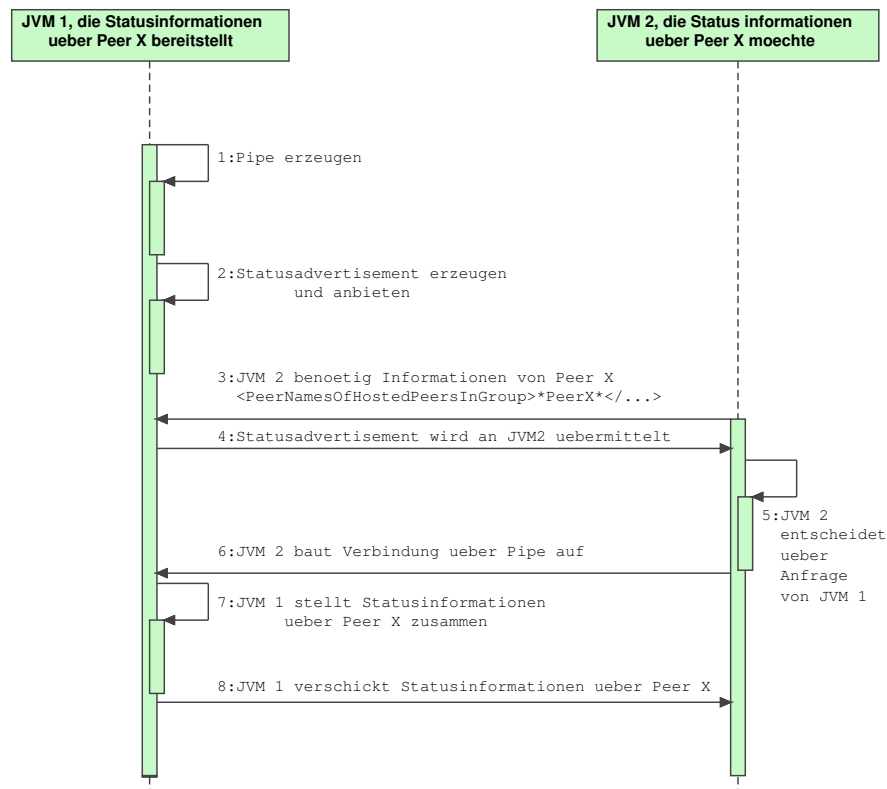 JVM 1, die Statusinformationen
ueber Peer X bereitstellt
JVM 2, die Status informationen
ueber Peer X moechte
1:Pipe erzeugen
2:Statusadvertisement erzeugen
und anbieten
3:JVM 2 benoetig Informationen von Peer X
<PeerNamesOfHostedPeersInGroup>*PeerX*</...>
4:Statusadvertisement wird an JVM2 uebermittelt
5:JVM 2
entscheidet
ueber
Anfrage
von JVM 1
6:JVM 2 baut Verbindung ueber Pipe auf
7:JVM 1 stellt Statusinformationen
ueber Peer X zusammen
8:JVM 1 verschickt Statusinformationen ueber Peer X